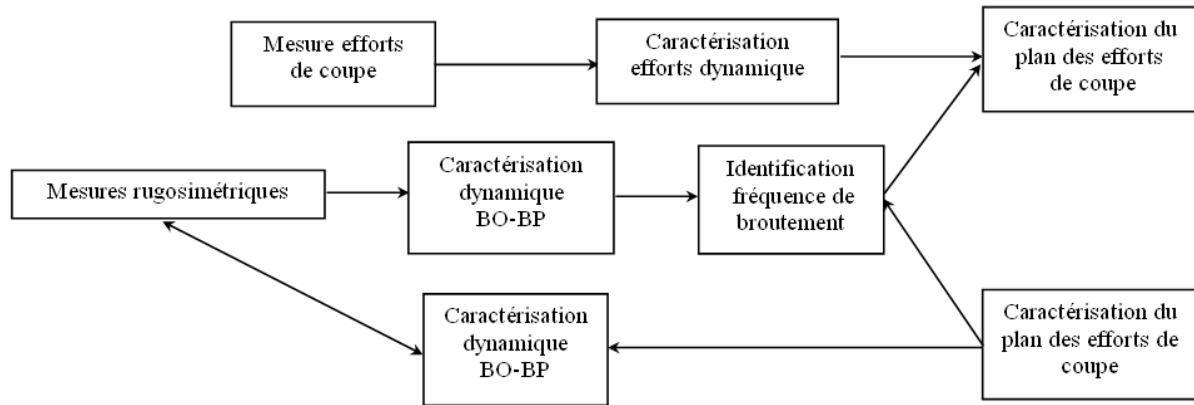 Mesure efforts
de coupe
Caractérisation
efforts dynamique
Caractérisation du
plan des efforts
de coupe
Mesures rugosimétriques
Caractérisation
dynamique
BO-BP
Identification
fréquence de
broutement
Caractérisation
dynamique
BO-BP
Caractérisation du
plan des efforts de
coupe